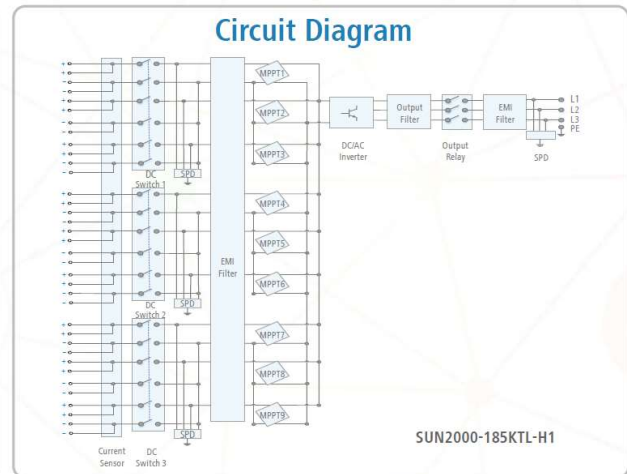 Circuit Diagram
MPPT1
MPPT2
MPPT3
MPPT4
MPPT5
MPPT6
MPPT7
MPPT8
MPPT9
DC
Switch 1
SPD
DC
Switch 2
SPD
SPD
Current
Sensor
DC
Switch 3
EMI
Filter
DC/AC
Inverter
Output
Filter
Output
Relay
EMI
Filter
SPD
L1
L2
L3
PE
SUN2000-185KTL-H1